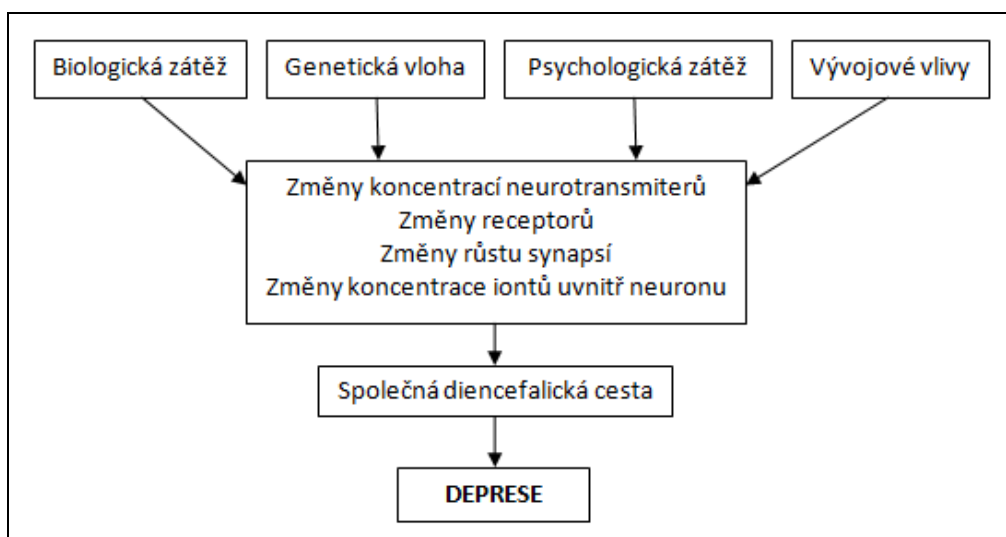 Biologická zátěž
Genetická vloha
Psychologická zátěž
Vývojové vlivy
Změny koncentrací neurotransmiterů
Změny receptorů
Změny růstu synapsí
Změny koncentrace iontů uvnitř neuronu
Společná diencefalická cesta
DEPRESE